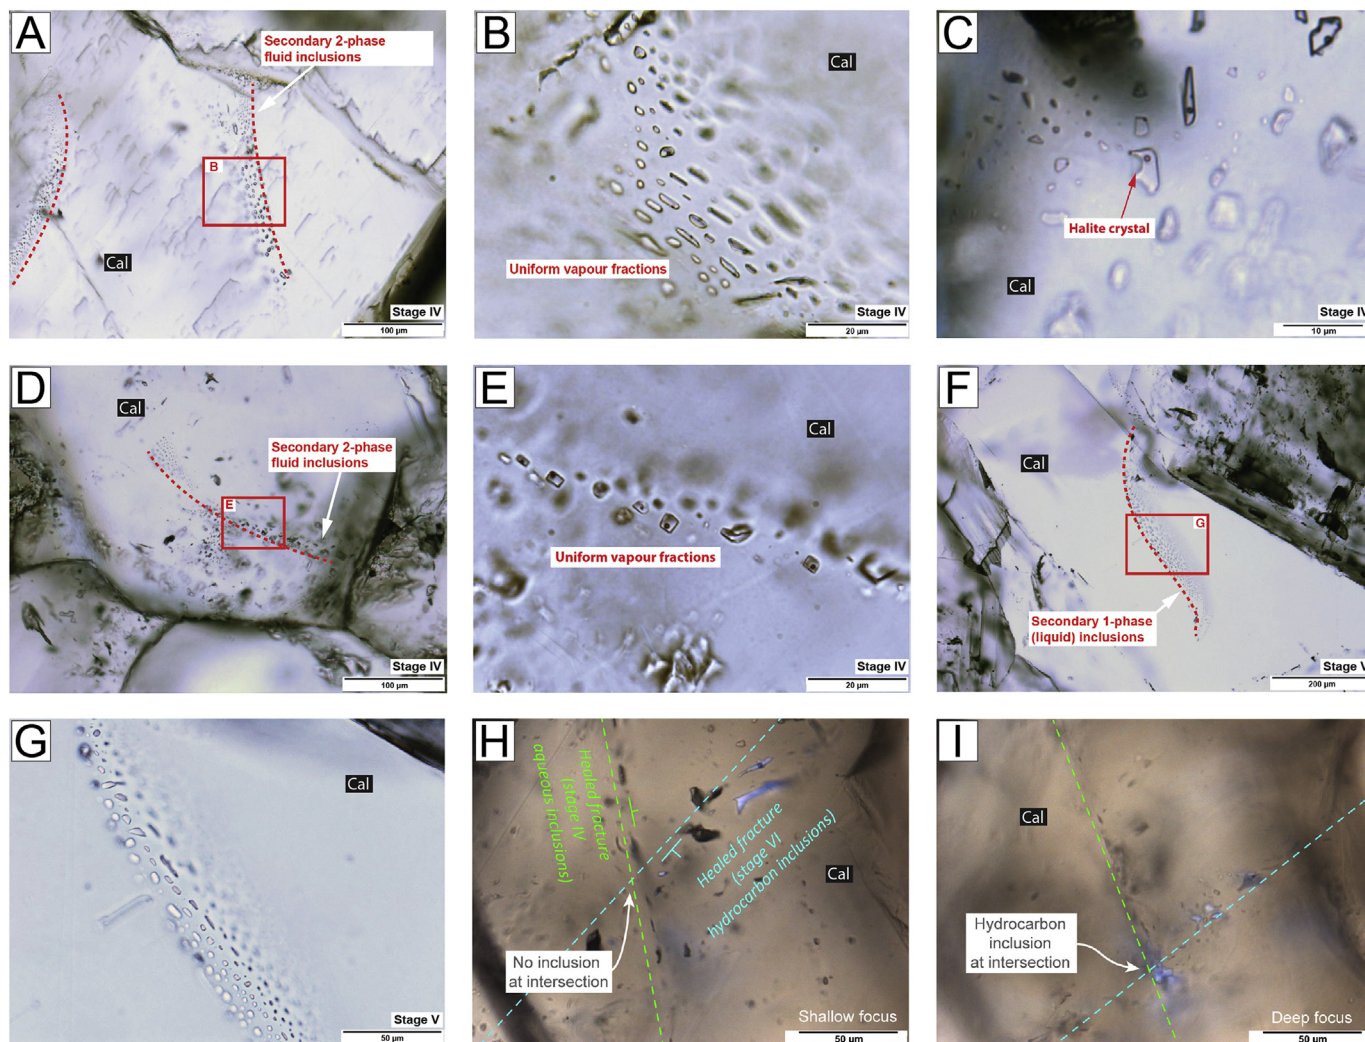 A
Secondary 2-phase
fluid inclusions
B
Cal
Stage IV
100 µm
B
Cal
Uniform vapour fractions
Stage IV
20 µm
C
Halite crystal
Cal
Stage IV
10 µm
D
Cal
Secondary 2-phase
fluid inclusions
E
Stage IV
100 µm
E
Cal
Uniform vapour fractions
Stage IV
20 µm
F
Cal
G
Secondary 1-phase
(liquid) inclusions
Stage V
200 µm
G
Cal
Stage V
50 µm
H
Healed fracture
(stage IV
aqueous inclusions)
Healed fracture
(stage VI
hydrocarbon inclusions)
Cal
No inclusion
at intersection
Shallow focus
50 µm
I
Cal
Hydrocarbon
inclusion
at intersection
Deep focus
50 µm